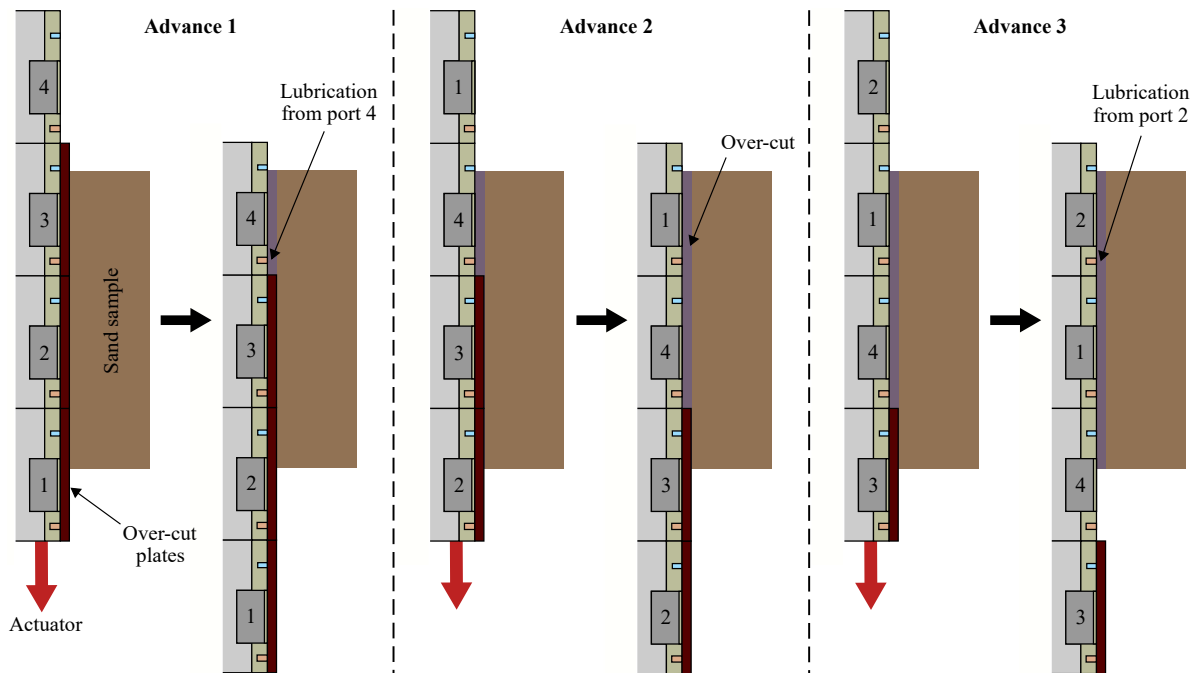 Advance 1
4
3
2
1
Sand sample
Over-cut
plates
Actuator
Lubrication
from port 4
4
3
2
1
Advance 2
1
4
3
2
Over-cut
1
4
3
2
Advance 3
2
1
4
3
Lubrication
from port 2
2
1
4
3